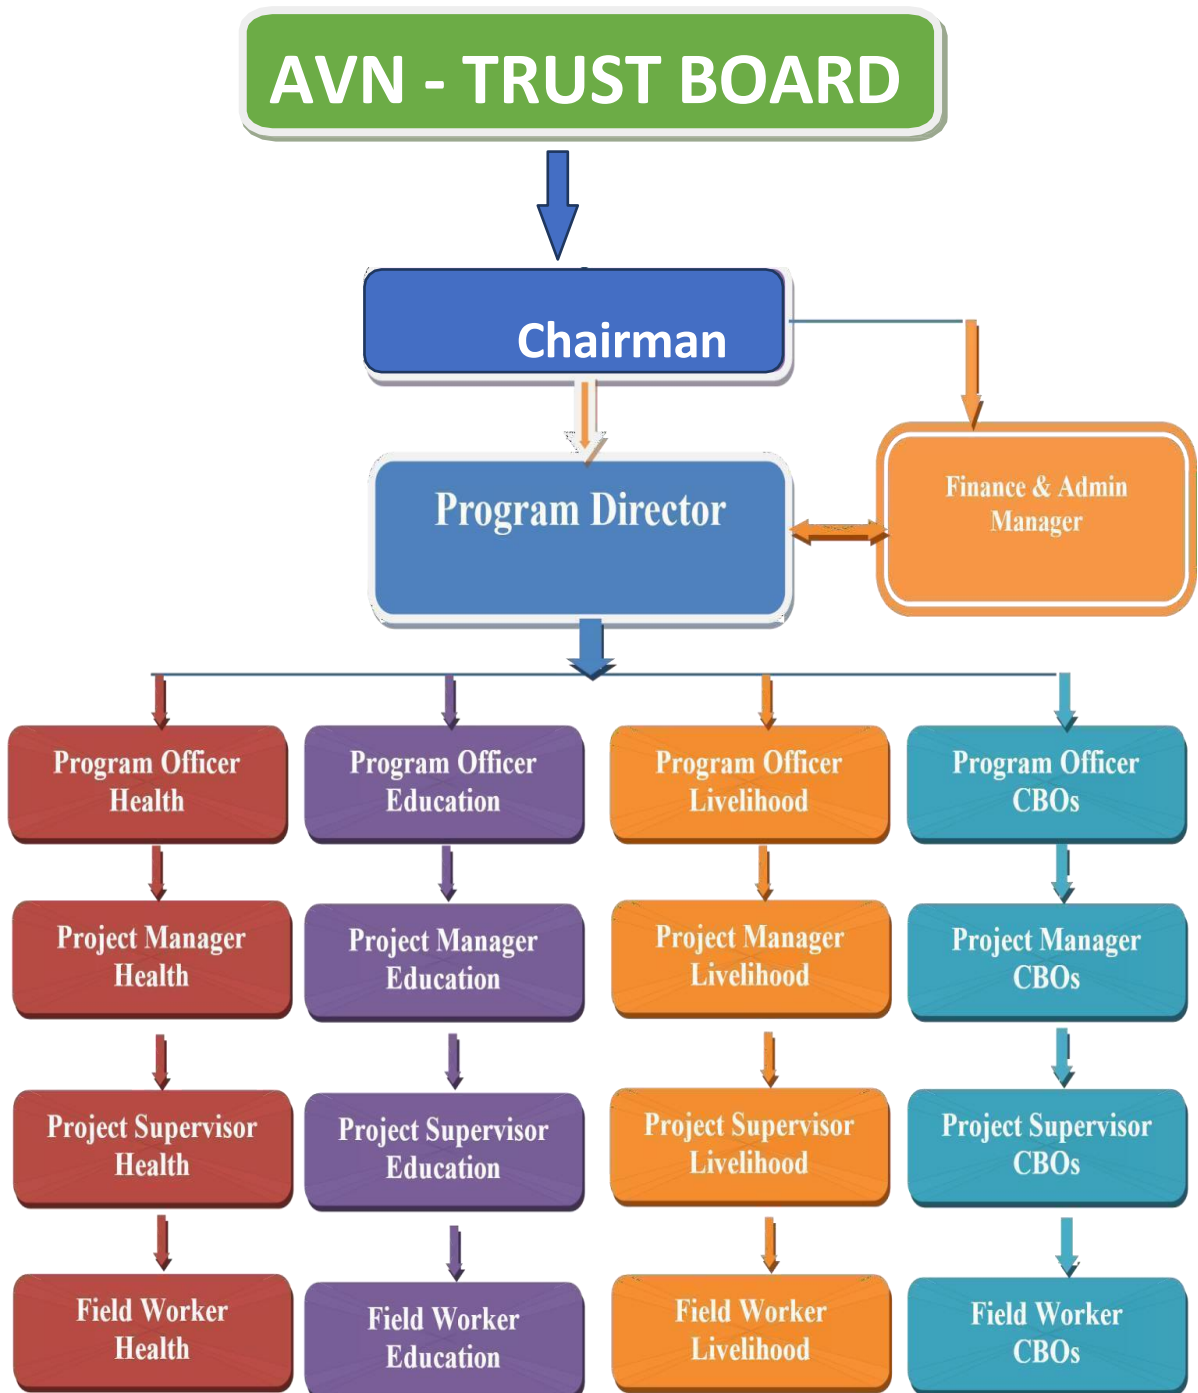 AVN - TRUST BOARD
Chairman
Program Director
Finance & Admin
Manager
Program Officer
Health
Program Officer
Education
Program Officer
Livelihood
Program Officer
CBOs
Project Manager
Health
Project Manager
Education
Project Manager
Livelihood
Project Manager
CBOs
Project Supervisor
Health
Project Supervisor
Education
Project Supervisor
Livelihood
Project Supervisor
CBOs
Field Worker
Health
Field Worker
Education
Field Worker
Livelihood
Field Worker
CBOs